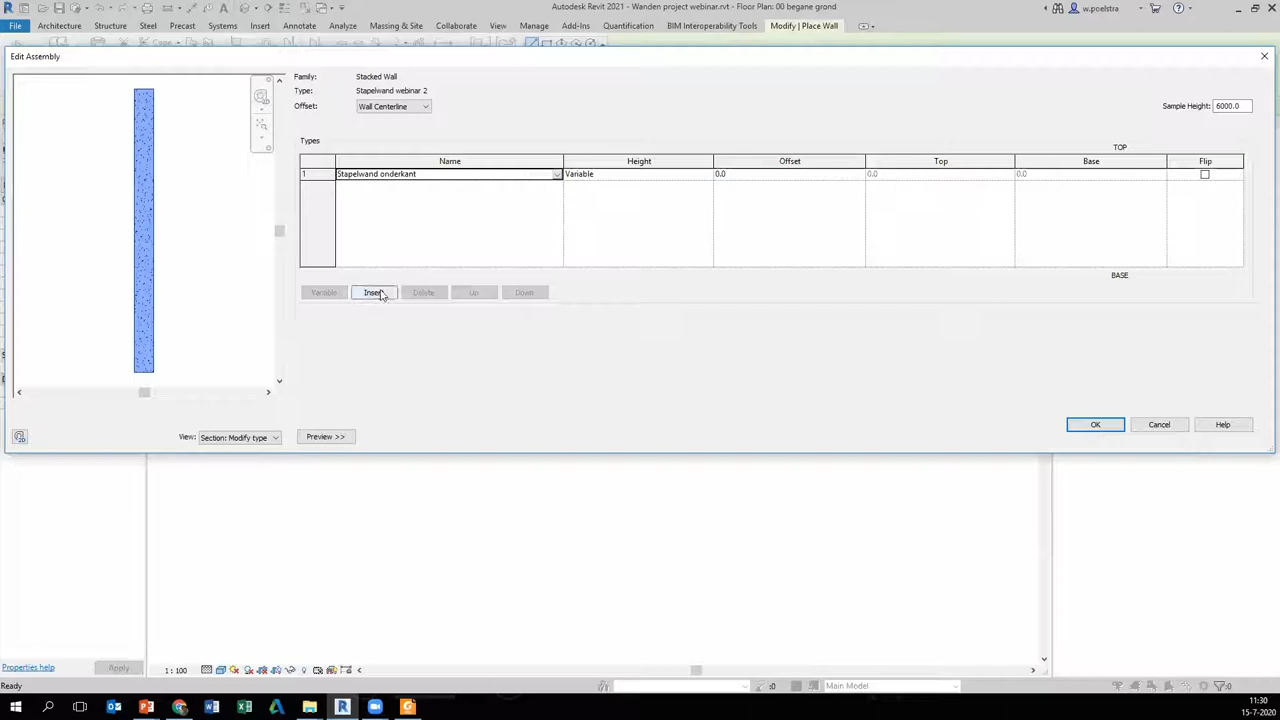 Autodesk Revit 2021 - Wanden project webinar.rvt - Floor Plan: 00 begane grond
w.poelstra
File Architecture Structure Steel Precast Systems Insert Annotate Analyze Massing & Site Collaborate View Manage Add-Ins Quantification BIM Interoperability Tools Modify | Place Wall
Edit Assembly
Family: Stacked Wall
Type: Stapelwand webinar 2
Offset: Wall Centerline
Sample Height: 6000.0
Types
TOP
Name Height Offset Top Base Flip
1 Stapelwand onderkant Variable 0.0 0.0 0.0
BASE
Variable Insert Delete Up Down
OK Cancel Help
View: Section: Modify type Preview >>
Properties help Apply
1 : 100
Ready
:0 Main Model :0
11:30
15-7-2020